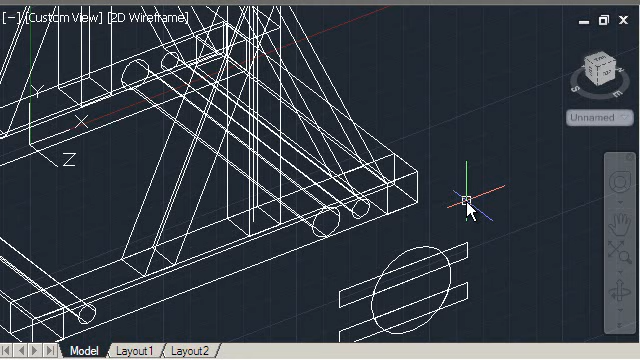 [−] [Custom View] [2D Wireframe]
Y
X
Z
S
E
Unnamed
Model Layout1 Layout2